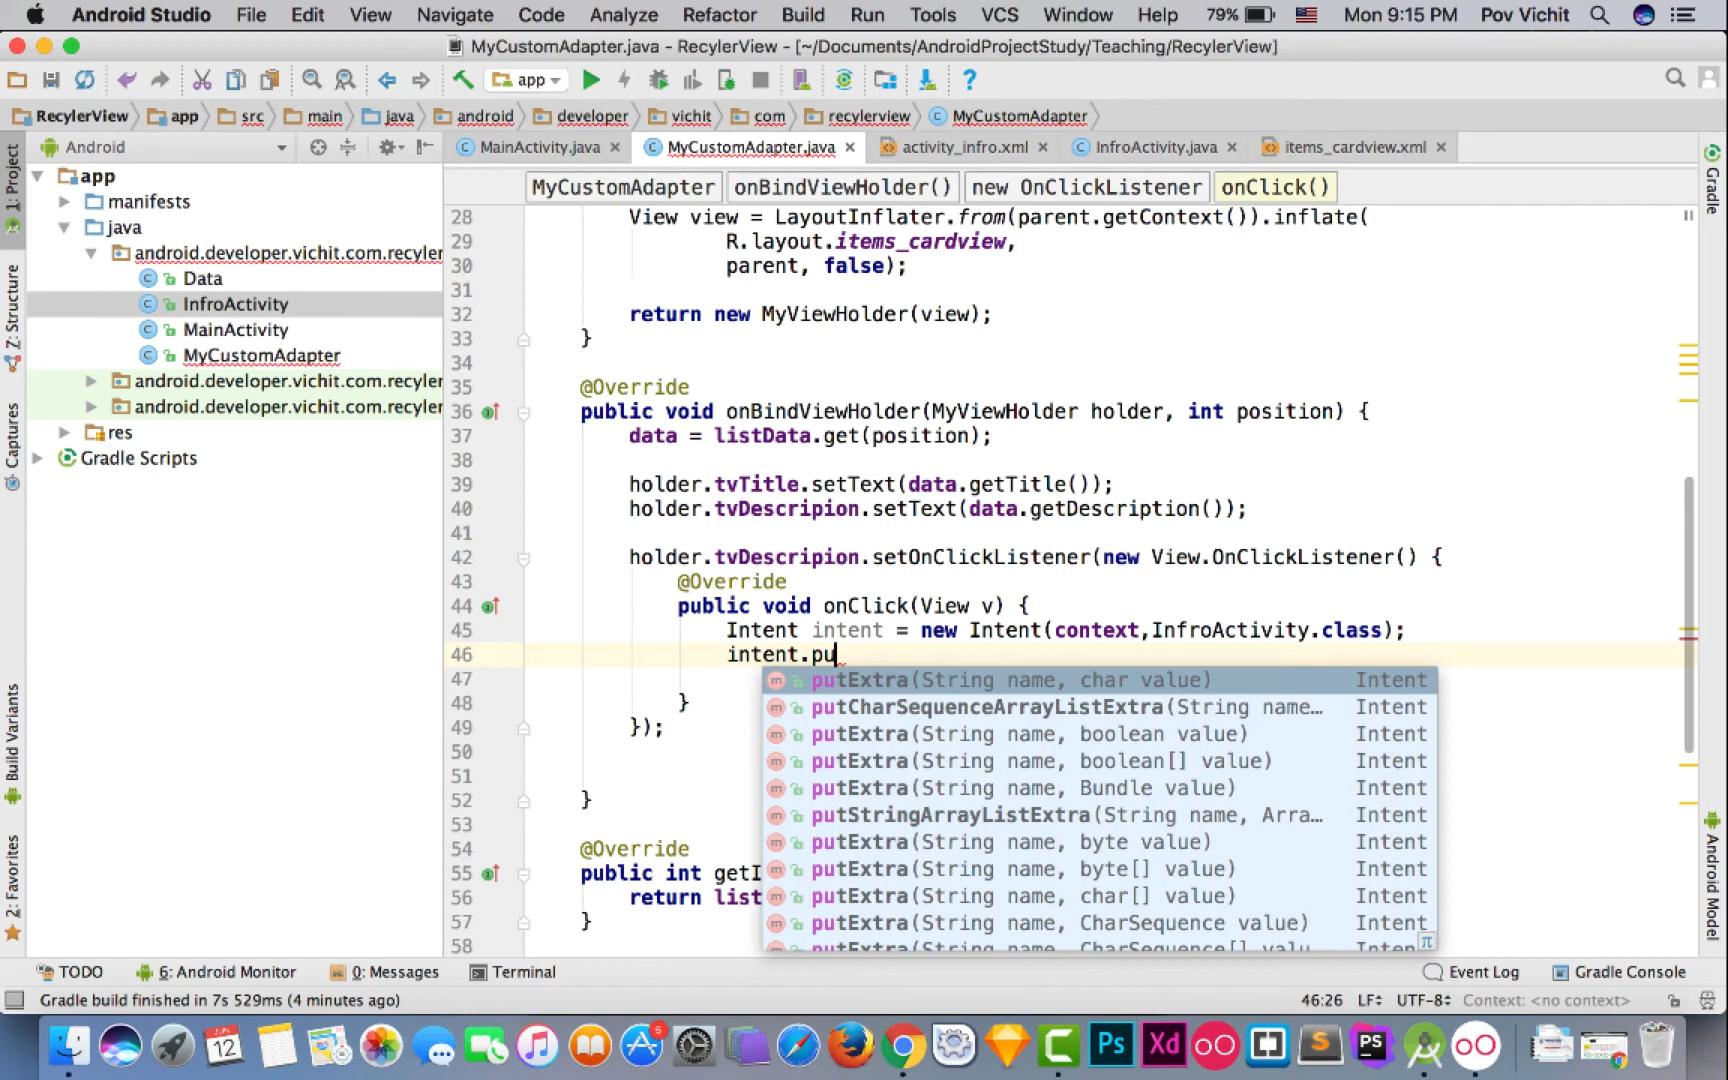 Android Studio File Edit View Navigate Code Analyze Refactor Build Run Tools VCS Window Help 79% Mon 9:15 PM Pov Vichit
MyCustomAdapter.java - RecylerView - [~/Documents/AndroidProjectStudy/Teaching/RecylerView]
app
RecylerView app src main java android developer vichit com recylerview MyCustomAdapter
Android
MainActivity.java MyCustomAdapter.java activity_infro.xml InfroActivity.java items_cardview.xml
MyCustomAdapter onBindViewHolder() new OnClickListener onClick()
1: Project
Z: Structure
Captures
Build Variants
2: Favorites
app
manifests
java
android.developer.vichit.com.recyler
Data
InfroActivity
MainActivity
MyCustomAdapter
android.developer.vichit.com.recyler
android.developer.vichit.com.recyler
res
Gradle Scripts
28 View view = LayoutInflater.from(parent.getContext()).inflate(
29 R.layout.items_cardview,
30 parent, false);
31
32 return new MyViewHolder(view);
33 }
34
35 @Override
36 public void onBindViewHolder(MyViewHolder holder, int position) {
37 data = listData.get(position);
38
39 holder.tvTitle.setText(data.getTitle());
40 holder.tvDescripion.setText(data.getDescription());
41
42 holder.tvDescripion.setOnClickListener(new View.OnClickListener() {
43 @Override
44 public void onClick(View v) {
45 Intent intent = new Intent(context,InfroActivity.class);
46 intent.pu
47
48 }
49 });
50
51
52 }
53
54 @Override
55 public int getI
56 return list
57 }
58
putExtra(String name, char value) Intent
putCharSequenceArrayListExtra(String name… Intent
putExtra(String name, boolean value) Intent
putExtra(String name, boolean[] value) Intent
putExtra(String name, Bundle value) Intent
putStringArrayListExtra(String name, Arra… Intent
putExtra(String name, byte value) Intent
putExtra(String name, byte[] value) Intent
putExtra(String name, char[] value) Intent
putExtra(String name, CharSequence value) Intent
putExtra(String name, CharSequence[] valu Intent
π
Gradle
Android Model
TODO 6: Android Monitor 0: Messages Terminal Event Log Gradle Console
Gradle build finished in 7s 529ms (4 minutes ago) 46:26 LF UTF-8 Context: <no context>
12 6 Ps Xd S PS